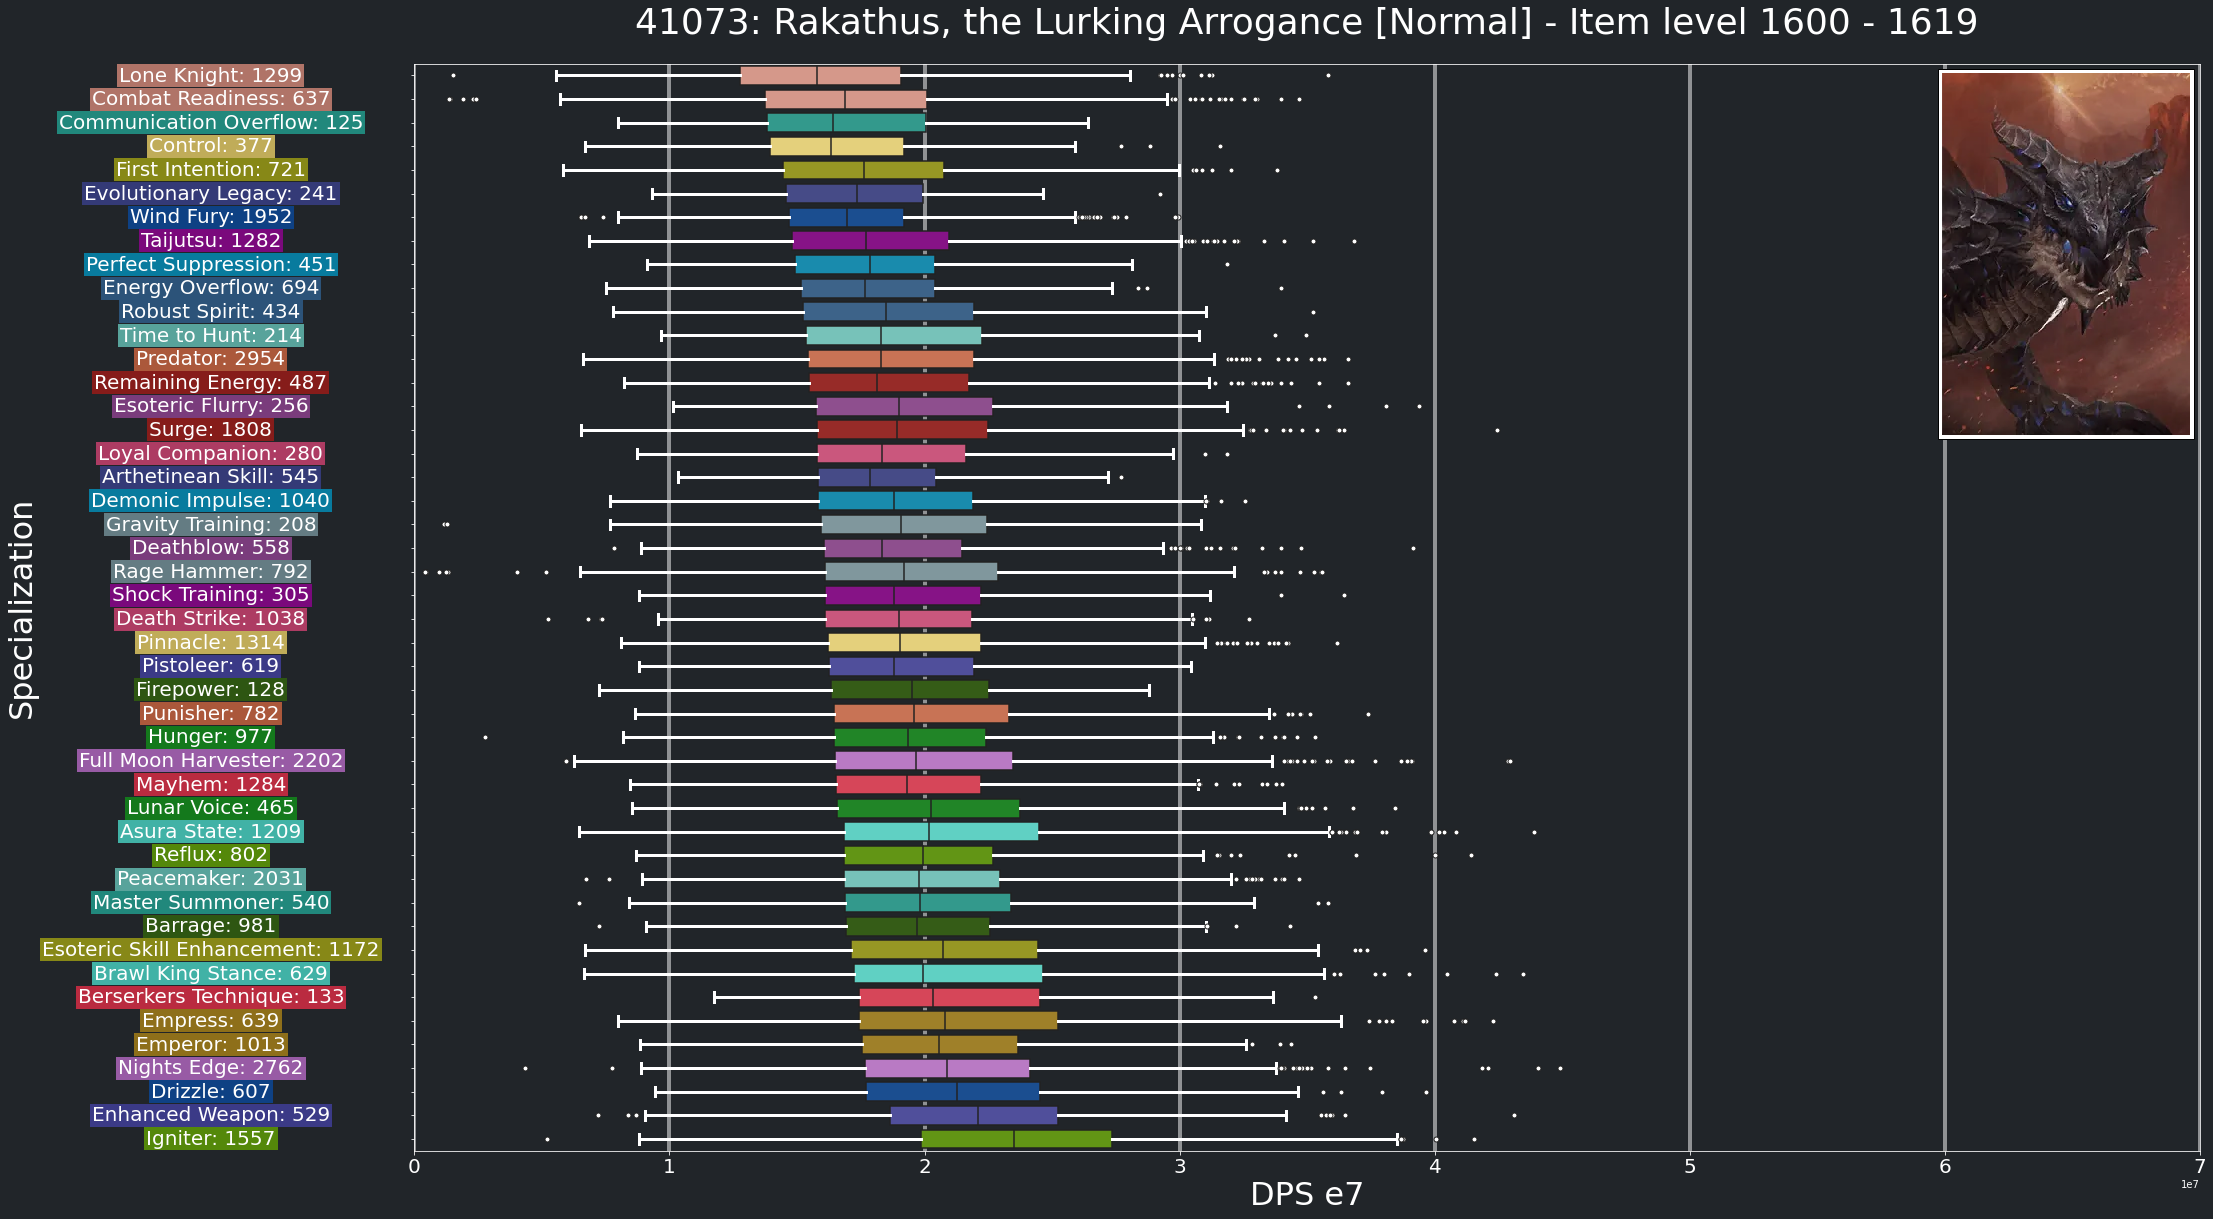 41073: Rakathus, the Lurking Arrogance [Normal] - Item level 1600 - 1619
Specialization
Lone Knight: 1299
Combat Readiness: 637
Communication Overflow: 125
Control: 377
First Intention: 721
Evolutionary Legacy: 241
Wind Fury: 1952
Taijutsu: 1282
Perfect Suppression: 451
Energy Overflow: 694
Robust Spirit: 434
Time to Hunt: 214
Predator: 2954
Remaining Energy: 487
Esoteric Flurry: 256
Surge: 1808
Loyal Companion: 280
Arthetinean Skill: 545
Demonic Impulse: 1040
Gravity Training: 208
Deathblow: 558
Rage Hammer: 792
Shock Training: 305
Death Strike: 1038
Pinnacle: 1314
Pistoleer: 619
Firepower: 128
Punisher: 782
Hunger: 977
Full Moon Harvester: 2202
Mayhem: 1284
Lunar Voice: 465
Asura State: 1209
Reflux: 802
Peacemaker: 2031
Master Summoner: 540
Barrage: 981
Esoteric Skill Enhancement: 1172
Brawl King Stance: 629
Berserkers Technique: 133
Empress: 639
Emperor: 1013
Nights Edge: 2762
Drizzle: 607
Enhanced Weapon: 529
Igniter: 1557
0 1 2 3 4 5 6 7
DPS e7
1e7